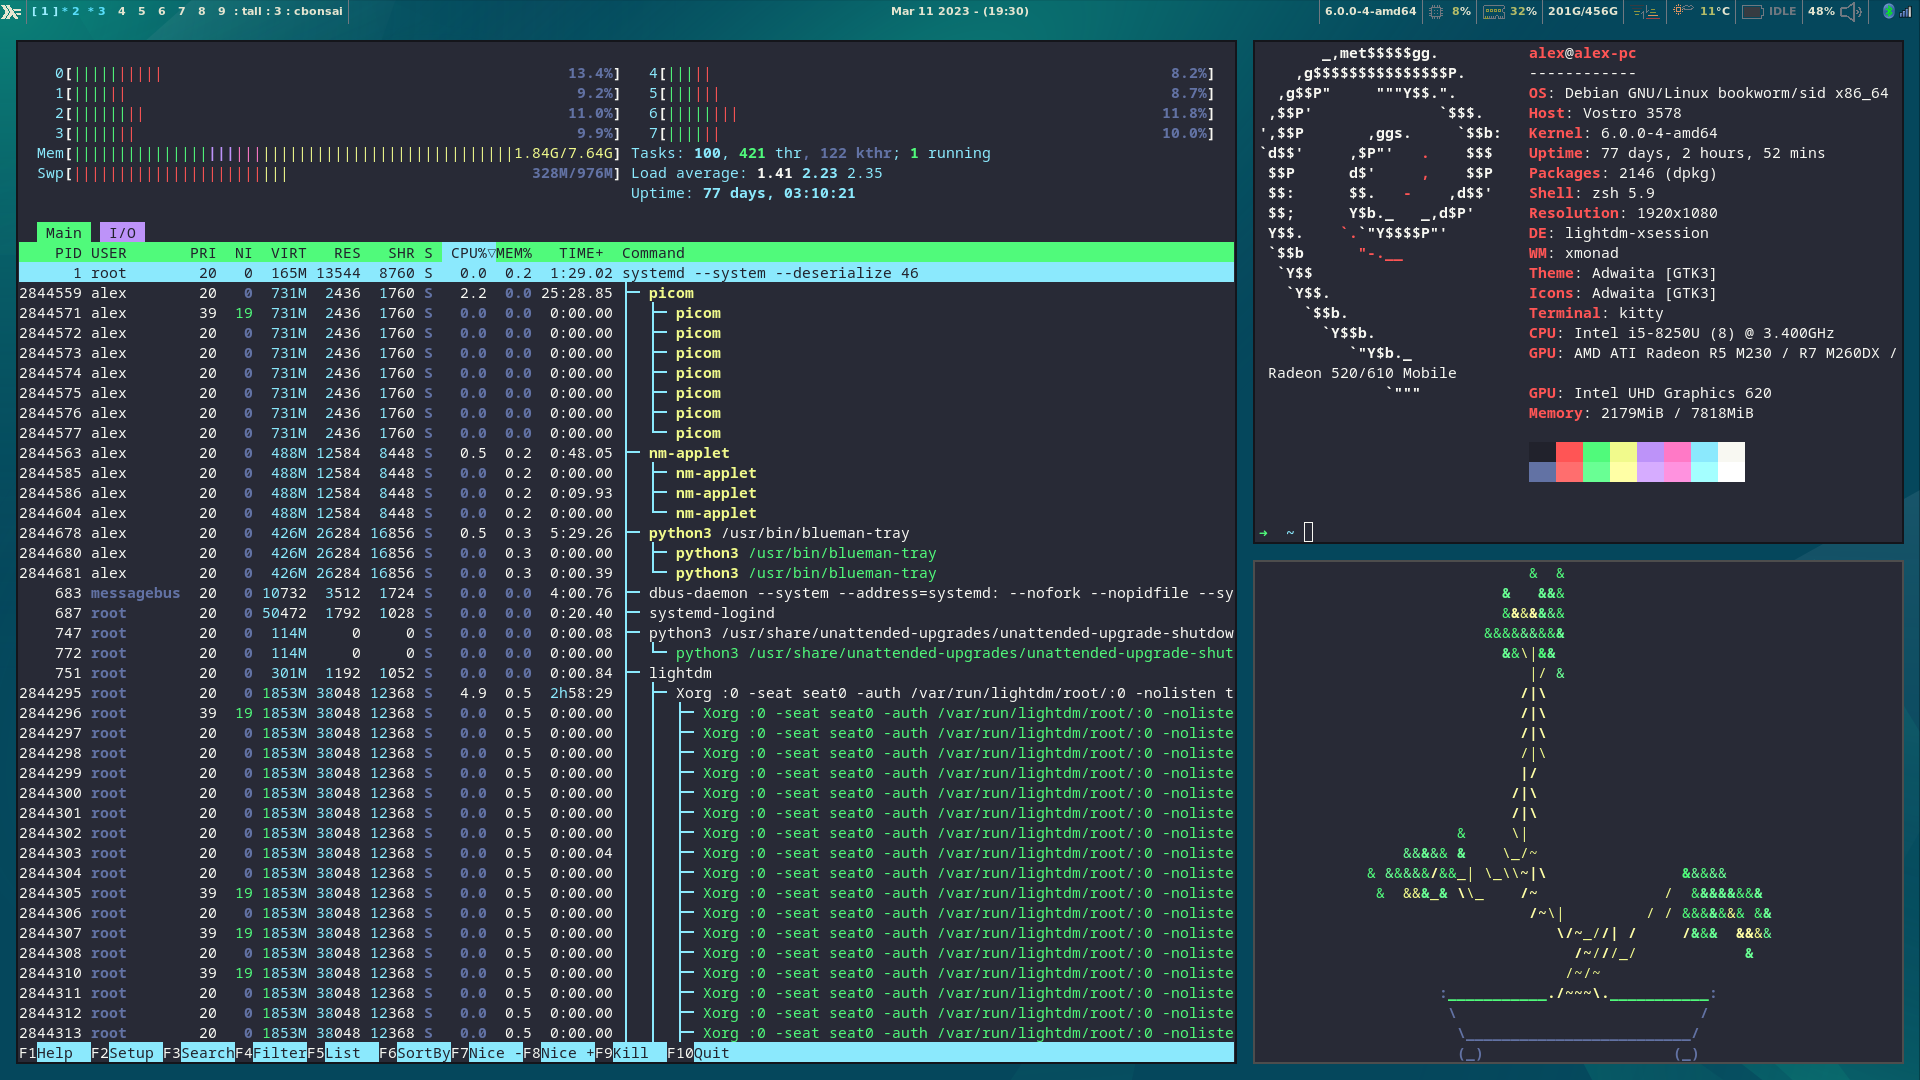 [ 1 ] * 2 * 3 4 5 6 7 8 9 : tall : 3 : cbonsai
Mar 11 2023 - (19:30)
6.0.0-4-amd64 8% 32% 201G/456G 11°C IDLE 48%
0[|||||||||| 13.4%] 4[||||| 8.2%]
1[|||||| 9.2%] 5[|||||| 8.7%]
2[|||||||| 11.0%] 6[|||||||| 11.8%]
3[||||||| 9.9%] 7[|||||| 10.0%]
Mem[|||||||||||||||||||||||||||||||||||||||||||||||||1.84G/7.64G] Tasks: 100, 421 thr, 122 kthr; 1 running
Swp[|||||||||||||||||||||||| 328M/976M] Load average: 1.41 2.23 2.35
Uptime: 77 days, 03:10:21
Main I/O
PID USER PRI NI VIRT RES SHR S CPU%▽MEM% TIME+ Command
1 root 20 0 165M 13544 8760 S 0.0 0.2 1:29.02 systemd --system --deserialize 46
2844559 alex 20 0 731M 2436 1760 S 2.2 0.0 25:28.85 picom
2844571 alex 39 19 731M 2436 1760 S 0.0 0.0 0:00.00 picom
2844572 alex 20 0 731M 2436 1760 S 0.0 0.0 0:00.00 picom
2844573 alex 20 0 731M 2436 1760 S 0.0 0.0 0:00.00 picom
2844574 alex 20 0 731M 2436 1760 S 0.0 0.0 0:00.00 picom
2844575 alex 20 0 731M 2436 1760 S 0.0 0.0 0:00.00 picom
2844576 alex 20 0 731M 2436 1760 S 0.0 0.0 0:00.00 picom
2844577 alex 20 0 731M 2436 1760 S 0.0 0.0 0:00.00 picom
2844563 alex 20 0 488M 12584 8448 S 0.5 0.2 0:48.05 nm-applet
2844585 alex 20 0 488M 12584 8448 S 0.0 0.2 0:00.00 nm-applet
2844586 alex 20 0 488M 12584 8448 S 0.0 0.2 0:09.93 nm-applet
2844604 alex 20 0 488M 12584 8448 S 0.0 0.2 0:00.00 nm-applet
2844678 alex 20 0 426M 26284 16856 S 0.5 0.3 5:29.26 python3 /usr/bin/blueman-tray
2844680 alex 20 0 426M 26284 16856 S 0.0 0.3 0:00.00 python3 /usr/bin/blueman-tray
2844681 alex 20 0 426M 26284 16856 S 0.0 0.3 0:00.39 python3 /usr/bin/blueman-tray
683 messagebus 20 0 10732 3512 1724 S 0.0 0.0 4:00.76 dbus-daemon --system --address=systemd: --nofork --nopidfile --sy
687 root 20 0 50472 1792 1028 S 0.0 0.0 0:20.40 systemd-logind
747 root 20 0 114M 0 0 S 0.0 0.0 0:00.08 python3 /usr/share/unattended-upgrades/unattended-upgrade-shutdow
772 root 20 0 114M 0 0 S 0.0 0.0 0:00.00 python3 /usr/share/unattended-upgrades/unattended-upgrade-shut
751 root 20 0 301M 1192 1052 S 0.0 0.0 0:00.84 lightdm
2844295 root 20 0 1853M 38048 12368 S 4.9 0.5 2h58:29 Xorg :0 -seat seat0 -auth /var/run/lightdm/root/:0 -nolisten t
2844296 root 39 19 1853M 38048 12368 S 0.0 0.5 0:00.00 Xorg :0 -seat seat0 -auth /var/run/lightdm/root/:0 -noliste
2844297 root 20 0 1853M 38048 12368 S 0.0 0.5 0:00.00 Xorg :0 -seat seat0 -auth /var/run/lightdm/root/:0 -noliste
2844298 root 20 0 1853M 38048 12368 S 0.0 0.5 0:00.00 Xorg :0 -seat seat0 -auth /var/run/lightdm/root/:0 -noliste
2844299 root 20 0 1853M 38048 12368 S 0.0 0.5 0:00.00 Xorg :0 -seat seat0 -auth /var/run/lightdm/root/:0 -noliste
2844300 root 20 0 1853M 38048 12368 S 0.0 0.5 0:00.00 Xorg :0 -seat seat0 -auth /var/run/lightdm/root/:0 -noliste
2844301 root 20 0 1853M 38048 12368 S 0.0 0.5 0:00.00 Xorg :0 -seat seat0 -auth /var/run/lightdm/root/:0 -noliste
2844302 root 20 0 1853M 38048 12368 S 0.0 0.5 0:00.00 Xorg :0 -seat seat0 -auth /var/run/lightdm/root/:0 -noliste
2844303 root 20 0 1853M 38048 12368 S 0.0 0.5 0:00.04 Xorg :0 -seat seat0 -auth /var/run/lightdm/root/:0 -noliste
2844304 root 20 0 1853M 38048 12368 S 0.0 0.5 0:00.00 Xorg :0 -seat seat0 -auth /var/run/lightdm/root/:0 -noliste
2844305 root 39 19 1853M 38048 12368 S 0.0 0.5 0:00.00 Xorg :0 -seat seat0 -auth /var/run/lightdm/root/:0 -noliste
2844306 root 20 0 1853M 38048 12368 S 0.0 0.5 0:00.00 Xorg :0 -seat seat0 -auth /var/run/lightdm/root/:0 -noliste
2844307 root 39 19 1853M 38048 12368 S 0.0 0.5 0:00.00 Xorg :0 -seat seat0 -auth /var/run/lightdm/root/:0 -noliste
2844308 root 20 0 1853M 38048 12368 S 0.0 0.5 0:00.00 Xorg :0 -seat seat0 -auth /var/run/lightdm/root/:0 -noliste
2844310 root 39 19 1853M 38048 12368 S 0.0 0.5 0:00.00 Xorg :0 -seat seat0 -auth /var/run/lightdm/root/:0 -noliste
2844311 root 20 0 1853M 38048 12368 S 0.0 0.5 0:00.00 Xorg :0 -seat seat0 -auth /var/run/lightdm/root/:0 -noliste
2844312 root 20 0 1853M 38048 12368 S 0.0 0.5 0:00.00 Xorg :0 -seat seat0 -auth /var/run/lightdm/root/:0 -noliste
2844313 root 20 0 1853M 38048 12368 S 0.0 0.5 0:00.00 Xorg :0 -seat seat0 -auth /var/run/lightdm/root/:0 -noliste
F1Help F2Setup F3SearchF4FilterF5List F6SortByF7Nice -F8Nice +F9Kill F10Quit
alex@alex-pc
------------
OS: Debian GNU/Linux bookworm/sid x86_64
Host: Vostro 3578
Kernel: 6.0.0-4-amd64
Uptime: 77 days, 2 hours, 52 mins
Packages: 2146 (dpkg)
Shell: zsh 5.9
Resolution: 1920x1080
DE: lightdm-xsession
WM: xmonad
Theme: Adwaita [GTK3]
Icons: Adwaita [GTK3]
Terminal: kitty
CPU: Intel i5-8250U (8) @ 3.400GHz
GPU: AMD ATI Radeon R5 M230 / R7 M260DX /
Radeon 520/610 Mobile
GPU: Intel UHD Graphics 620
Memory: 2179MiB / 7818MiB
➜ ~